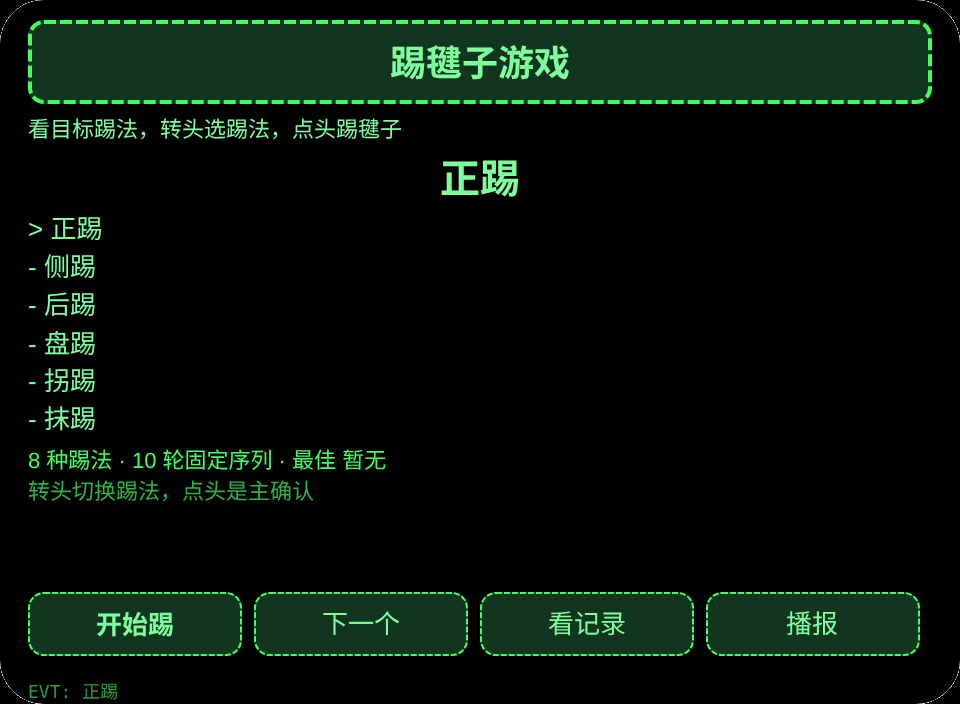 踢毽子游戏
看目标踢法，转头选踢法，点头踢毽子
正踢
> 正踢
- 侧踢
- 后踢
- 盘踢
- 拐踢
- 抹踢
8 种踢法 · 10 轮固定序列 · 最佳 暂无
转头切换踢法，点头是主确认
开始踢
下一个
看记录
播报
EVT: 正踢